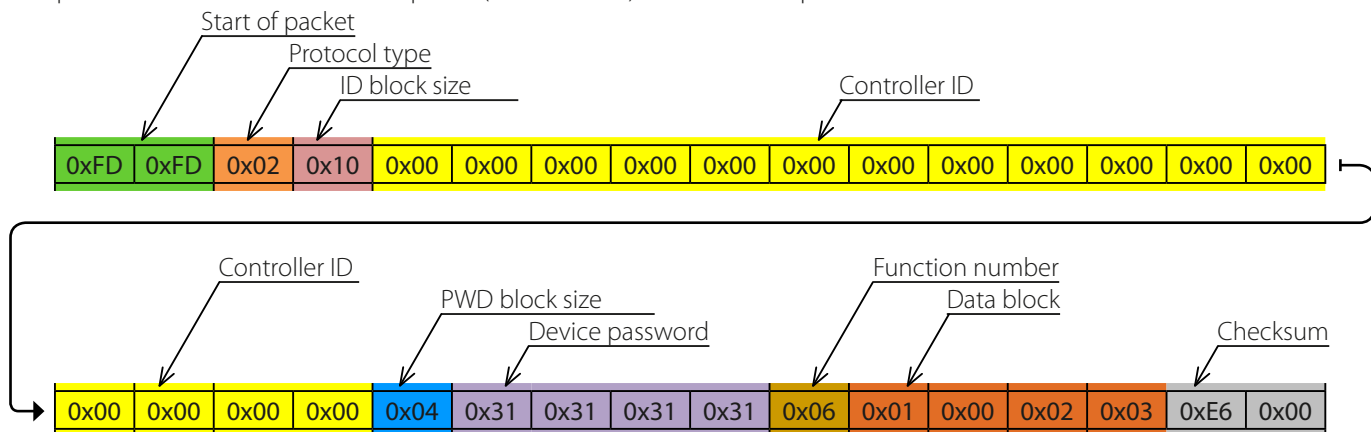 Start of packet
Protocol type
ID block size
Controller ID
0xFD 0xFD 0x02 0x10 0x00 0x00 0x00 0x00 0x00 0x00 0x00 0x00 0x00 0x00 0x00 0x00
Controller ID
Function number
PWD block size
Data block
Device password
Checksum
0x00 0x00 0x00 0x00 0x04 0x31 0x31 0x31 0x31 0x06 0x01 0x00 0x02 0x03 0xE6 0x00